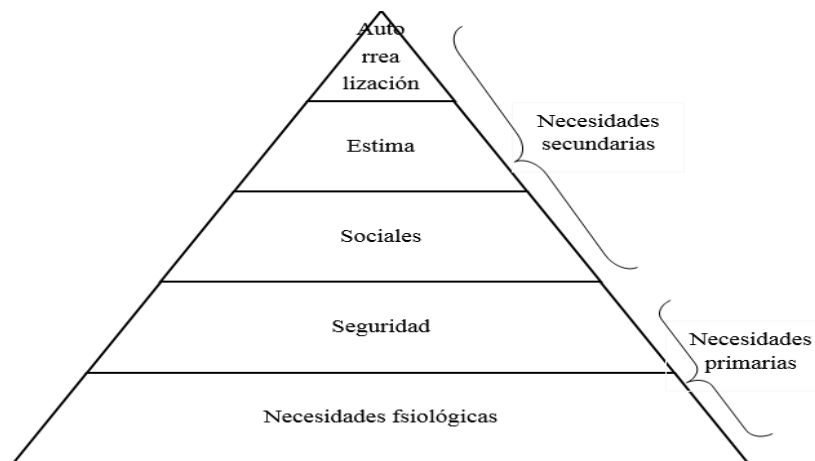 Auto
rrea
lización
Necesidades
secundarias
Estima
Sociales
Seguridad
Necesidades
primarias
Necesidades fsiológicas